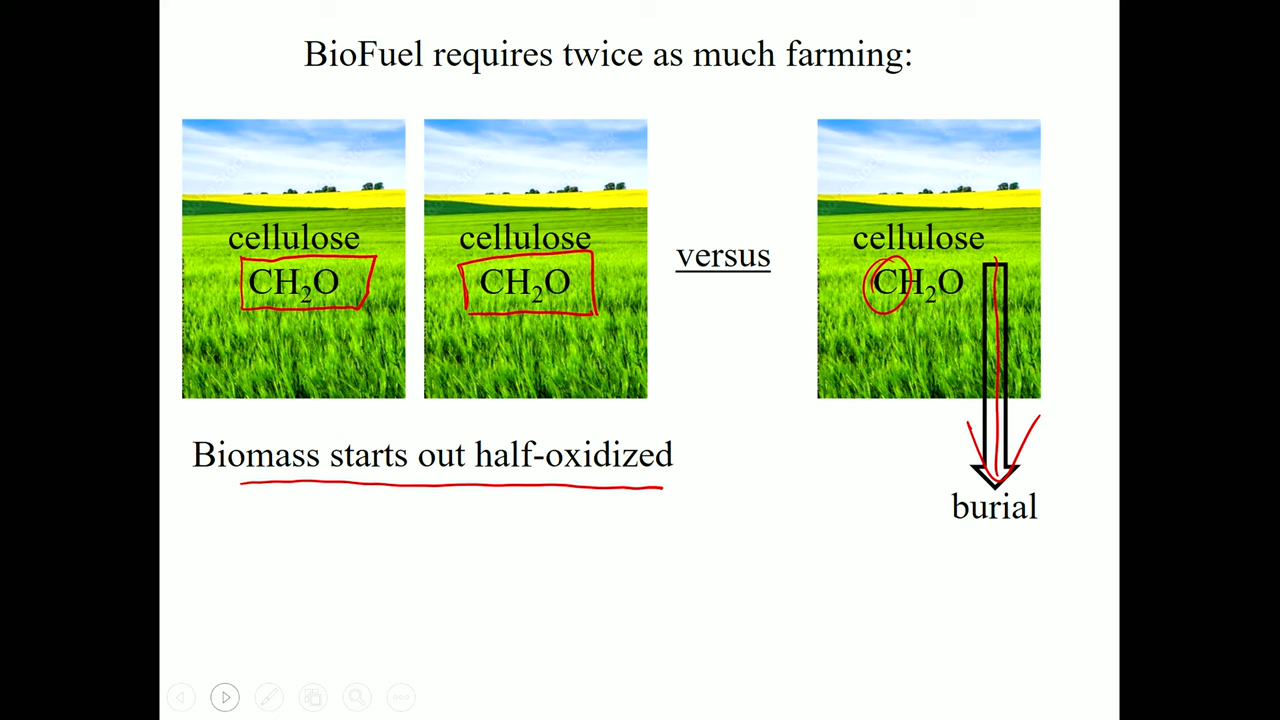 BioFuel requires twice as much farming:
cellulose
CH₂O
cellulose
CH₂O
versus
cellulose
CH₂O
Biomass starts out half-oxidized
burial